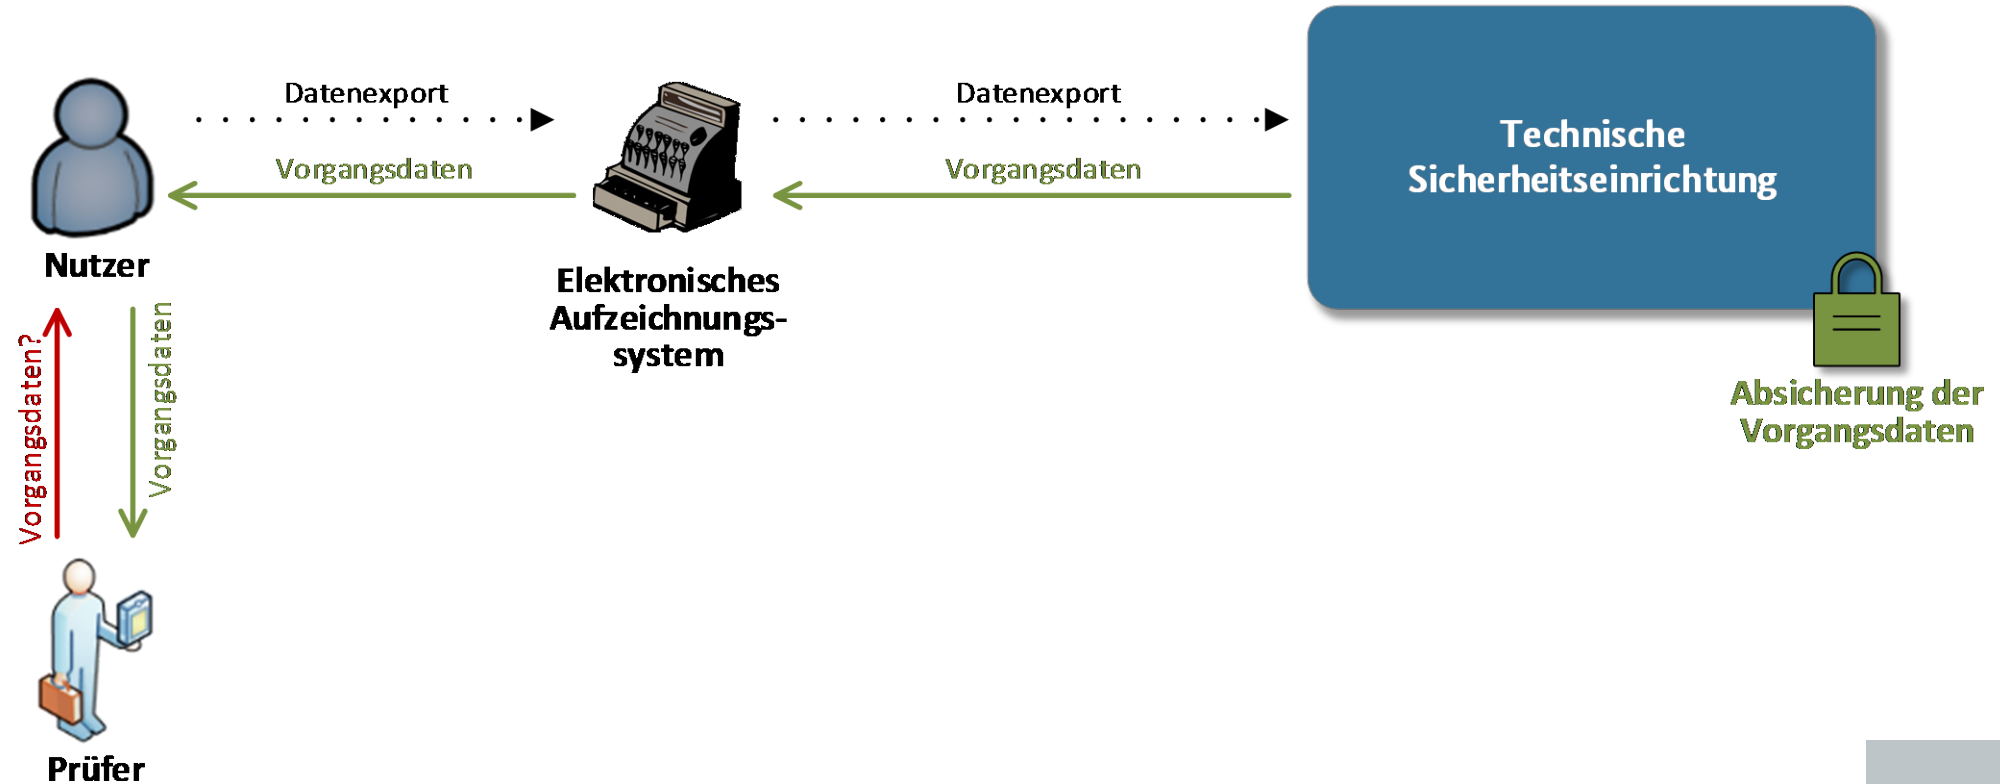 Datenexport
Datenexport
Vorgangsdaten
Vorgangsdaten
Technische
Sicherheitseinrichtung
Nutzer
Elektronisches
Aufzeichnungs-
system
Vorgangsdaten?
Vorgangsdaten
Absicherung der
Vorgangsdaten
Prüfer